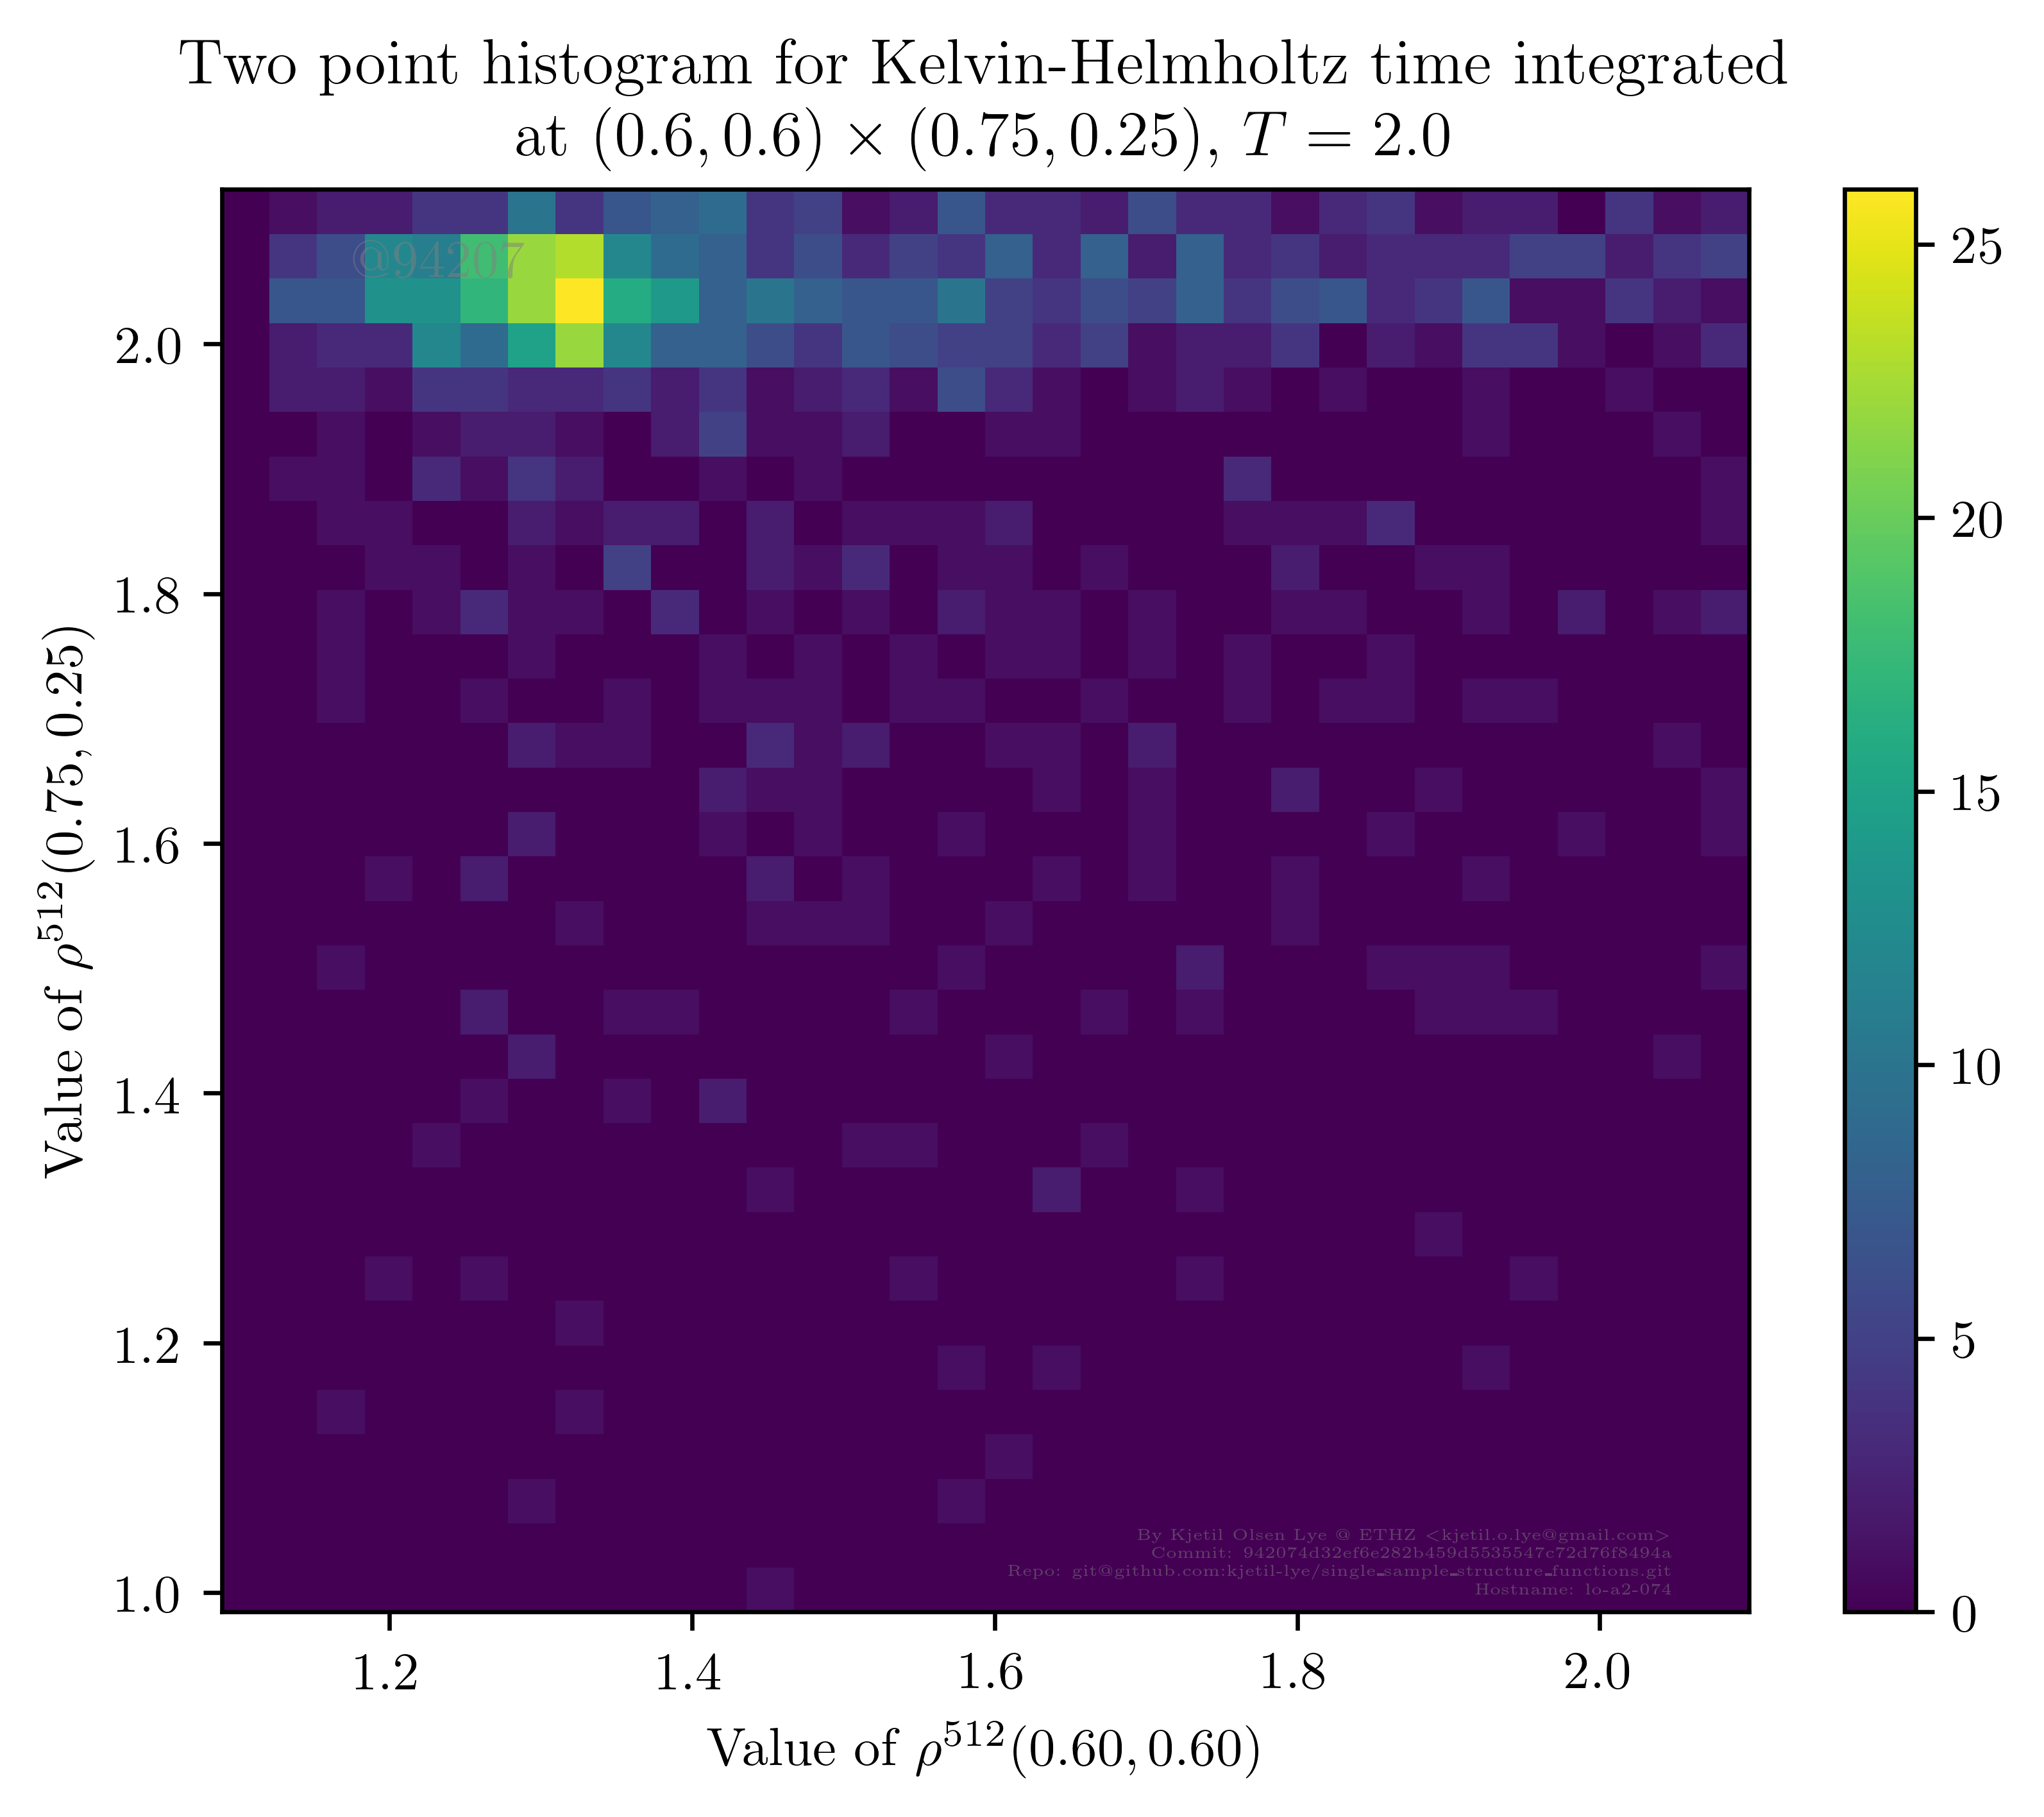 Two point histogram for Kelvin-Helmholtz time integrated
at (0.6, 0.6) × (0.75, 0.25), T = 2.0
@94207
25
20
15
10
5
0
2.0
1.8
1.6
1.4
1.2
1.0
Value of ρ^512(0.75, 0.25)
By Kjetil Olsen Lye @ ETHZ <kjetil.o.lye@gmail.com>
Commit: 942074d32ef6e282b459d5535547c72d76f8494a
Repo: git@github.com:kjetil-lye/single_sample_structure_functions.git
Hostname: lo-a2-074
1.2 1.4 1.6 1.8 2.0
Value of ρ^512(0.60, 0.60)